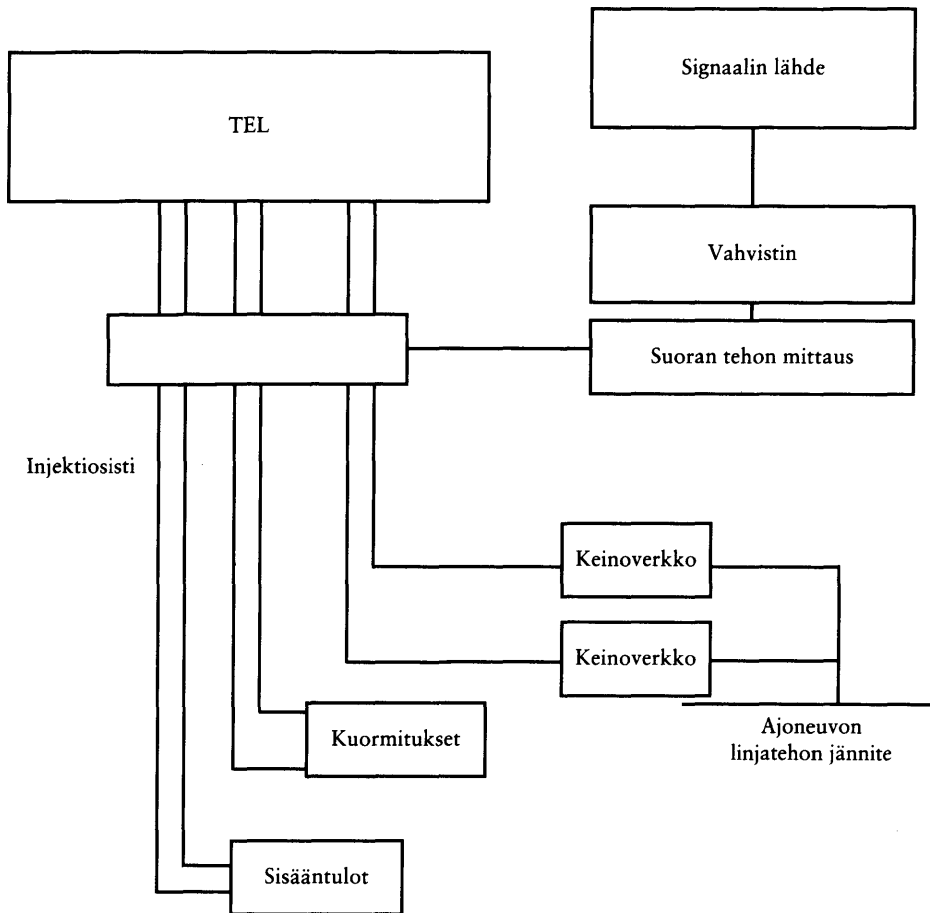 Signaalin lähde
TEL
Vahvistin
Suoran tehon mittaus
Injektiosisti
Keinoverkko
Keinoverkko
Kuormitukset
Ajoneuvon
linjatehon jännite
Sisääntulot